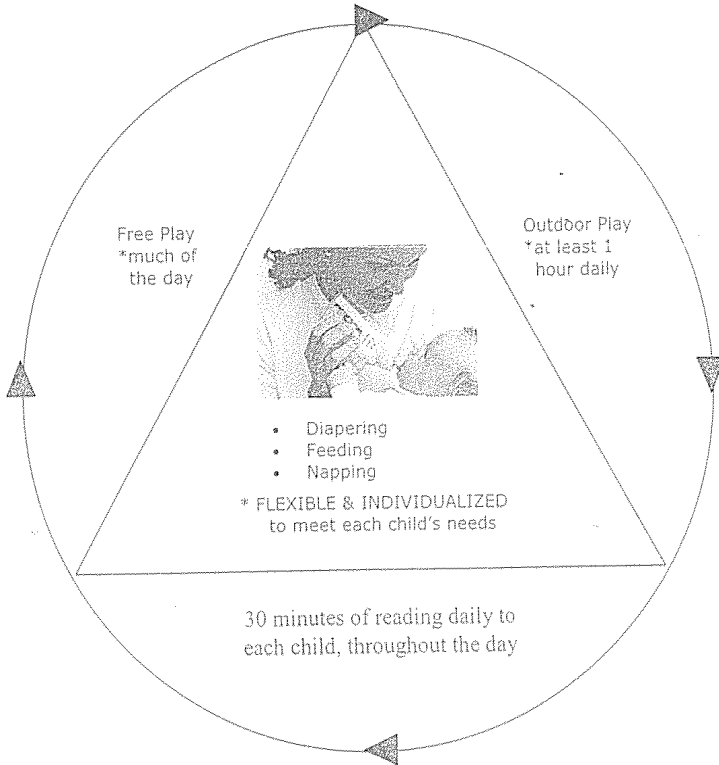 Free Play
*much of
the day
Outdoor Play
*at least 1
hour daily
• Diapering
• Feeding
• Napping
* FLEXIBLE & INDIVIDUALIZED
to meet each child's needs
30 minutes of reading daily to
each child, throughout the day